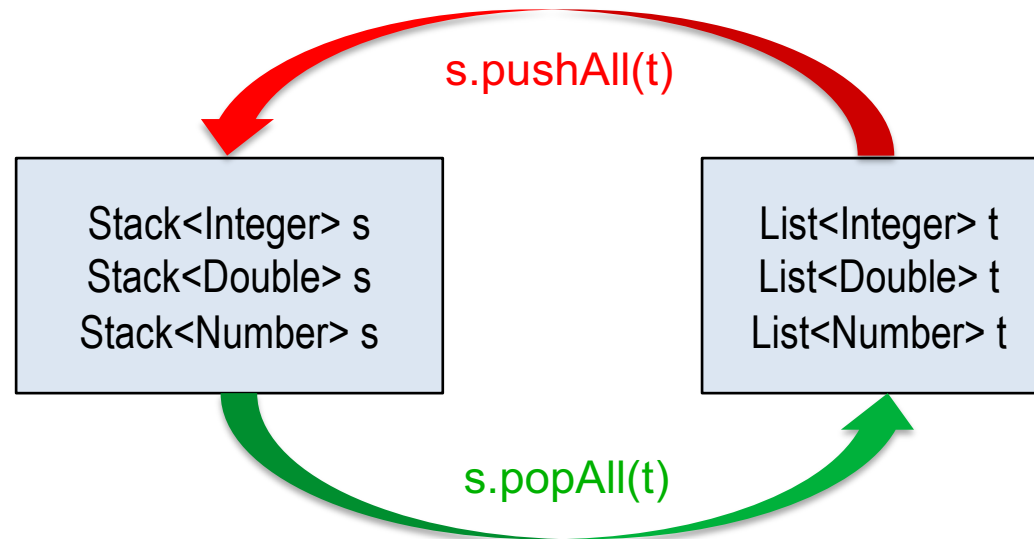 s.pushAll(t)
Stack<Integer> s
Stack<Double> s
Stack<Number> s
List<Integer> t
List<Double> t
List<Number> t
s.popAll(t)